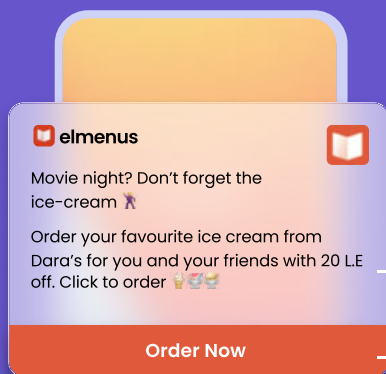 elmenus
Movie night? Don’t forget the
ice-cream 🕺
Order your favourite ice cream from
Dara’s for you and your friends with 20 L.E
off. Click to order 🍦🍨🍧
Order Now